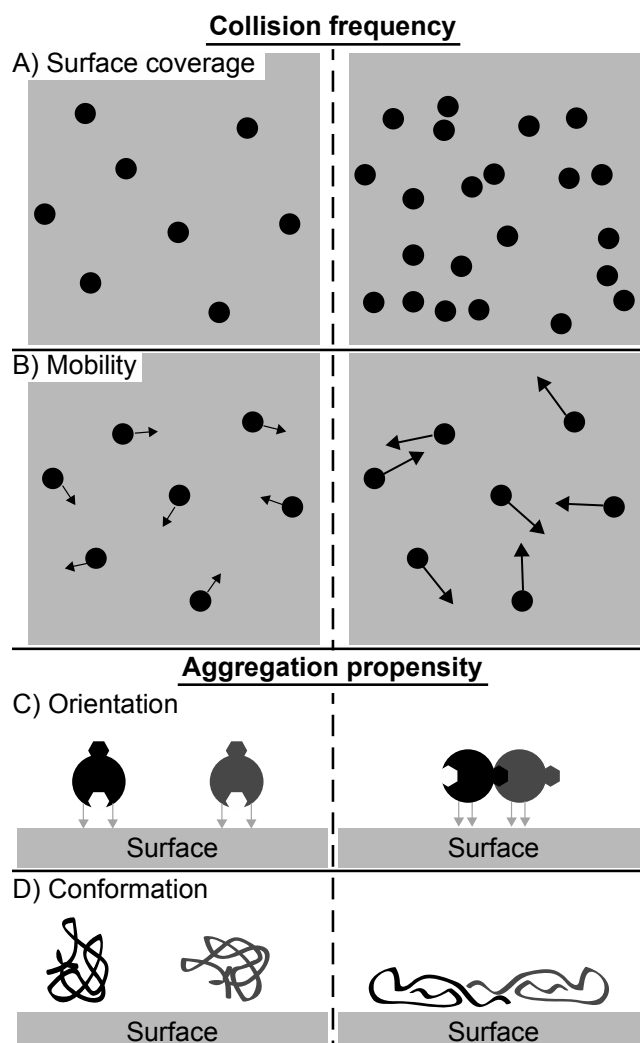 Collision frequency
A) Surface coverage
B) Mobility
Aggregation propensity
C) Orientation
Surface
Surface
D) Conformation
Surface
Surface